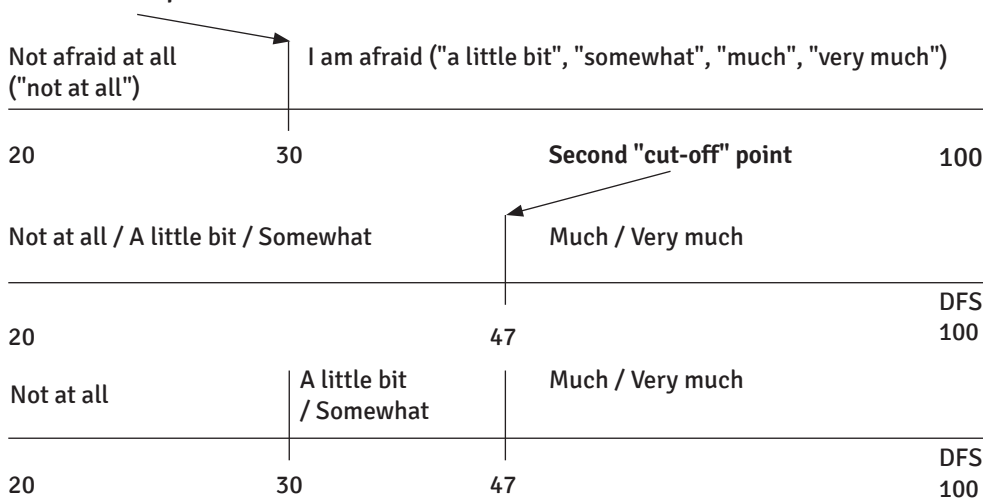 Not afraid at all
("not at all")
I am afraid ("a little bit", "somewhat", "much", "very much")
20
30
Second "cut-off" point
100
Not at all / A little bit / Somewhat
Much / Very much
DFS
20
47
100
Not at all
A little bit
/ Somewhat
Much / Very much
DFS
20
30
47
100